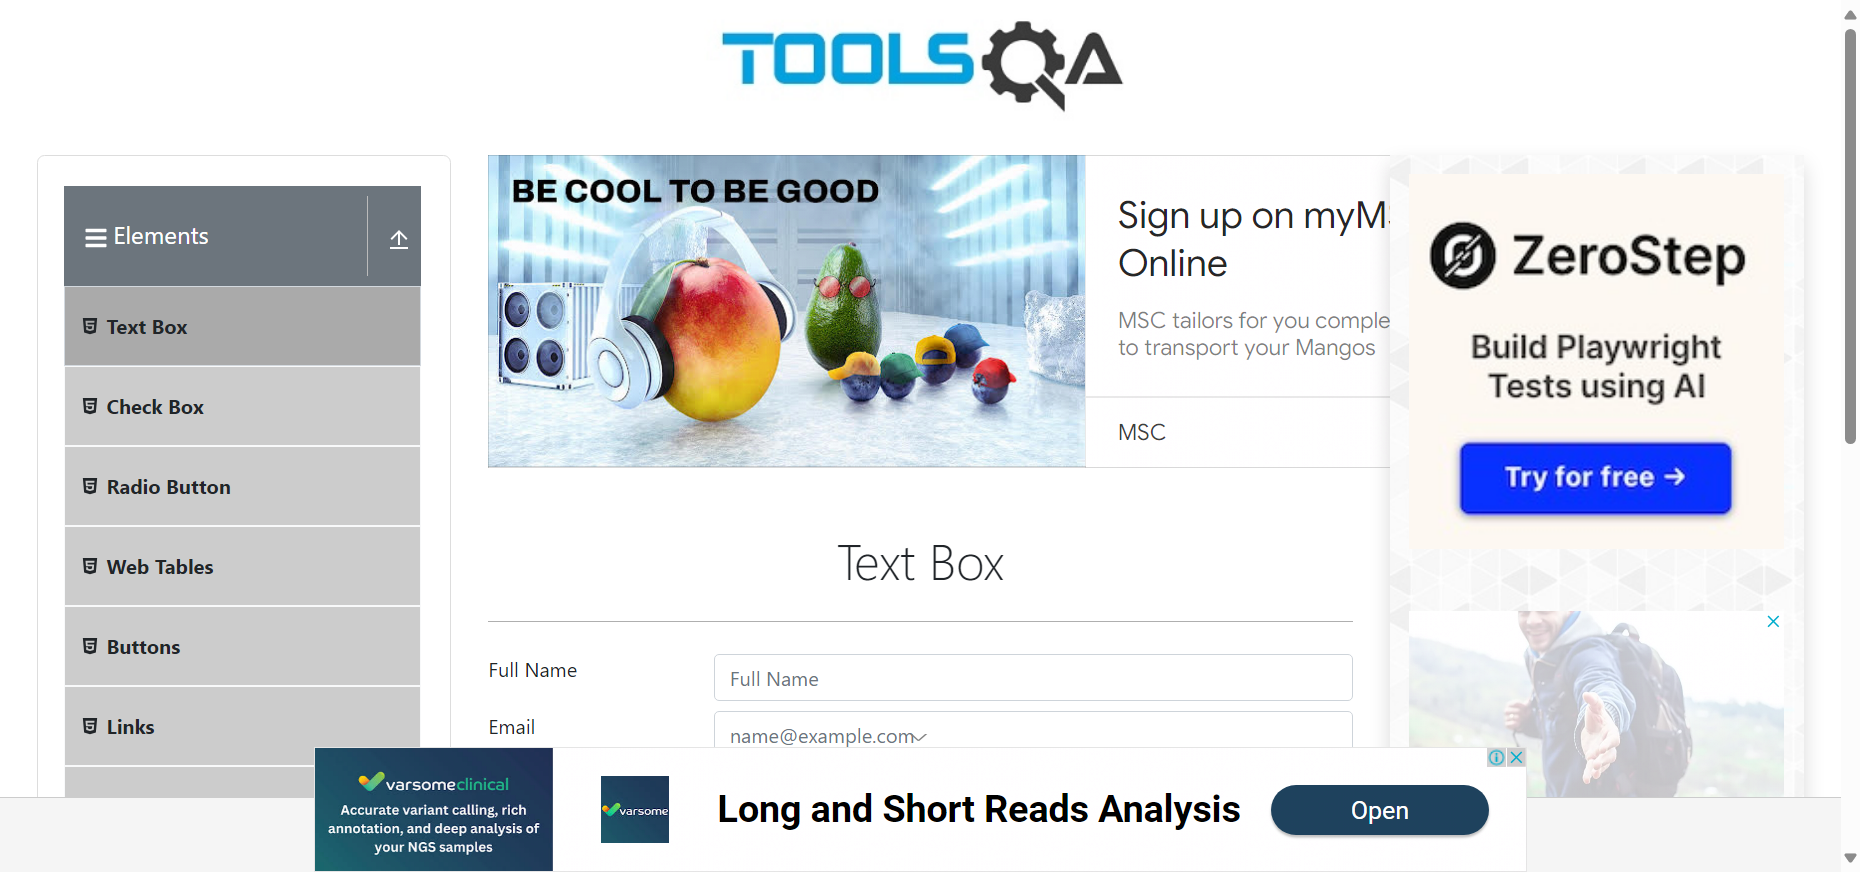 TOOLSQA
Elements
Text Box
Check Box
Radio Button
Web Tables
Buttons
Links
BE COOL TO BE GOOD
Sign up on myM
Online
MSC tailors for you comple
to transport your Mangos
MSC
ZeroStep
Build Playwright
Tests using AI
Try for free →
Text Box
Full Name
Full Name
Email
name@example.com
varsomeclinical
Accurate variant calling, rich
annotation, and deep analysis of
your NGS samples
varsome
Long and Short Reads Analysis
Open